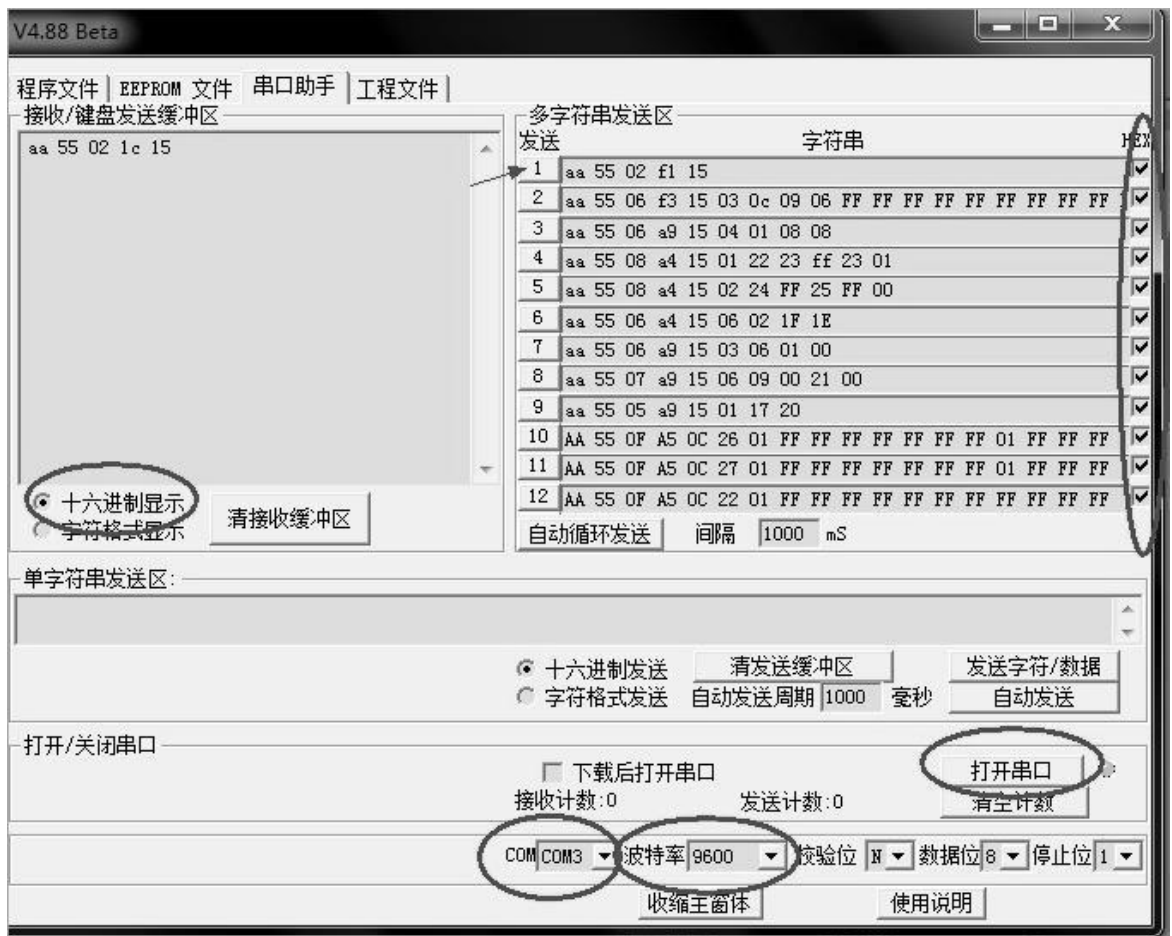 V4.88 Beta
程序文件 EEPROM 文件 串口助手 工程文件
接收/键盘发送缓冲区
aa 55 02 1c 15
十六进制显示
字符格式显示
清接收缓冲区
多字符串发送区
发送 字符串 HEX
1 aa 55 02 f1 15
2 aa 55 06 f3 15 03 0c 09 06 FF FF FF FF FF FF FF FF FF
3 aa 55 06 a9 15 04 01 08 08
4 aa 55 08 a4 15 01 22 23 ff 23 01
5 aa 55 08 a4 15 02 24 FF 25 FF 00
6 aa 55 06 a4 15 06 02 1F 1E
7 aa 55 06 a9 15 03 06 01 00
8 aa 55 07 a9 15 06 09 00 21 00
9 aa 55 05 a9 15 01 17 20
10 AA 55 0F A5 0C 26 01 FF FF FF FF FF FF FF 01 FF FF FF
11 AA 55 0F A5 0C 27 01 FF FF FF FF FF FF FF 01 FF FF FF
12 AA 55 0F A5 0C 22 01 FF FF FF FF FF FF FF FF FF FF FF
自动循环发送 间隔 1000 mS
单字符串发送区:
十六进制发送 清发送缓冲区 发送字符/数据
字符格式发送 自动发送周期 1000 毫秒 自动发送
打开/关闭串口
下载后打开串口 打开串口
接收计数:0 发送计数:0 清空计数
COM COM3 波特率 9600 校验位 N 数据位 8 停止位 1
收缩主窗体 使用说明